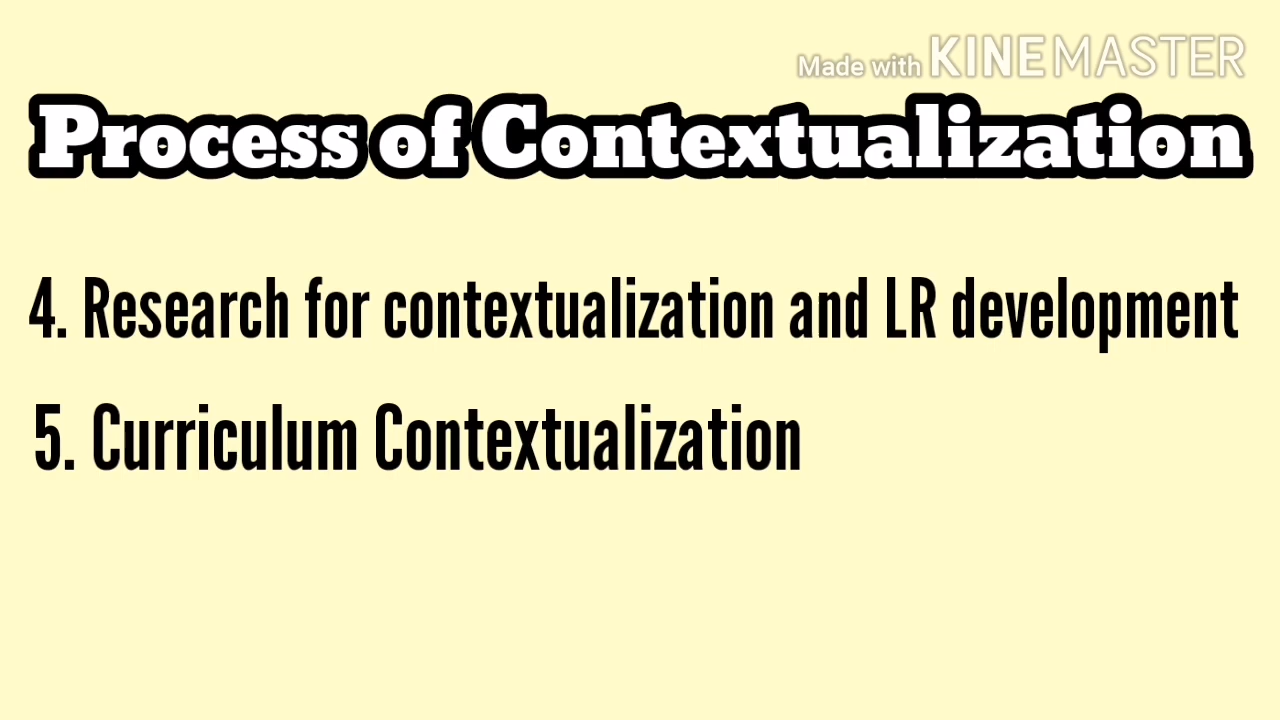 Made with KINEMASTER
Process of Contextualization
4. Research for contextualization and LR development
5. Curriculum Contextualization